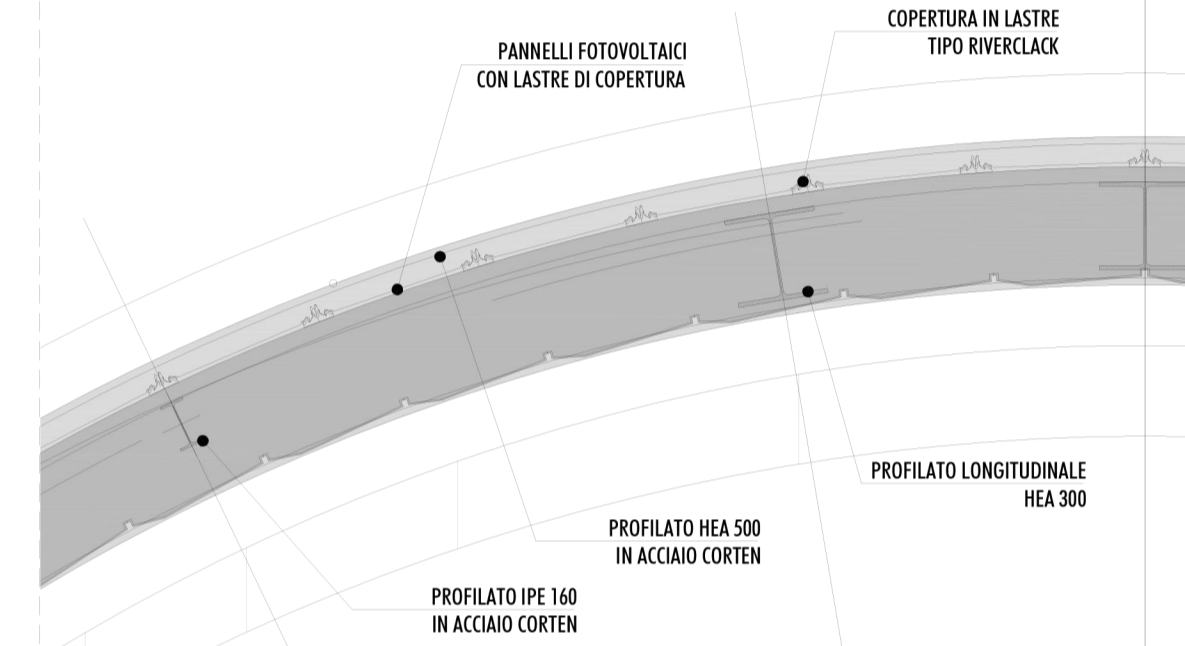 COPERTURA IN LASTRE
TIPO RIVERCLACK
PANNELLI FOTOVOLTAICI
CON LASTRE DI COPERTURA
PROFILATO LONGITUDINALE
HEA 300
PROFILATO HEA 500
IN ACCIAIO CORTEN
PROFILATO IPE 160
IN ACCIAIO CORTEN